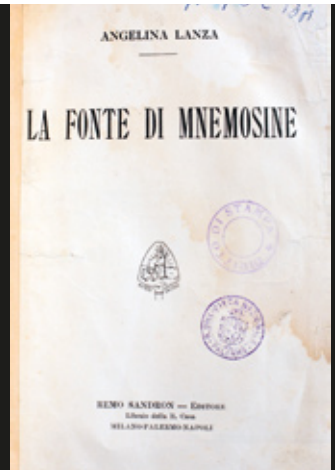 ANGELINA LANZA
LA FONTE DI MNEMOSINE
REMO SANDRON — EDITORE
Libraio della R. Casa
MILANO-PALERMO-NAPOLI